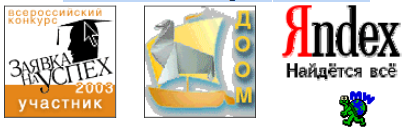 всероссийский
конкурс
ЗАЯВКА
НА УСПЕХ
2003
участник
ДООМ
Яndex
Найдётся всё